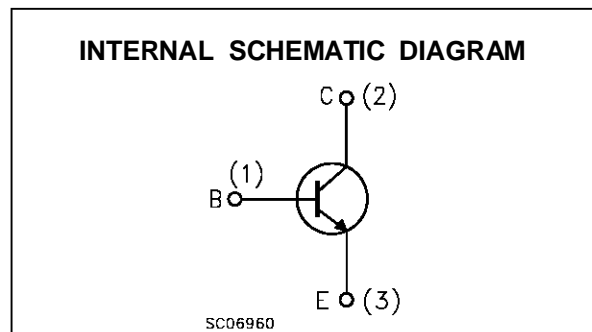 INTERNAL SCHEMATIC DIAGRAM
C (2)
(1)
B
E (3)
SC06960